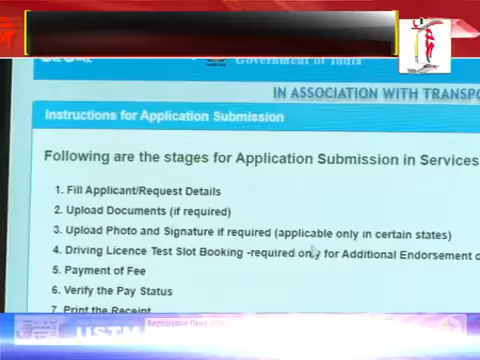 Government of India
IN ASSOCIATION WITH TRANSPO
Instructions for Application Submission
Following are the stages for Application Submission in Services
1. Fill Applicant/Request Details
2. Upload Documents (if required)
3. Upload Photo and Signature if required (applicable only in certain states)
4. Driving Licence Test Slot Booking -required only for Additional Endorsement o
5. Payment of Fee
6. Verify the Pay Status
7. Print the Receipt
USTM
Registration Open